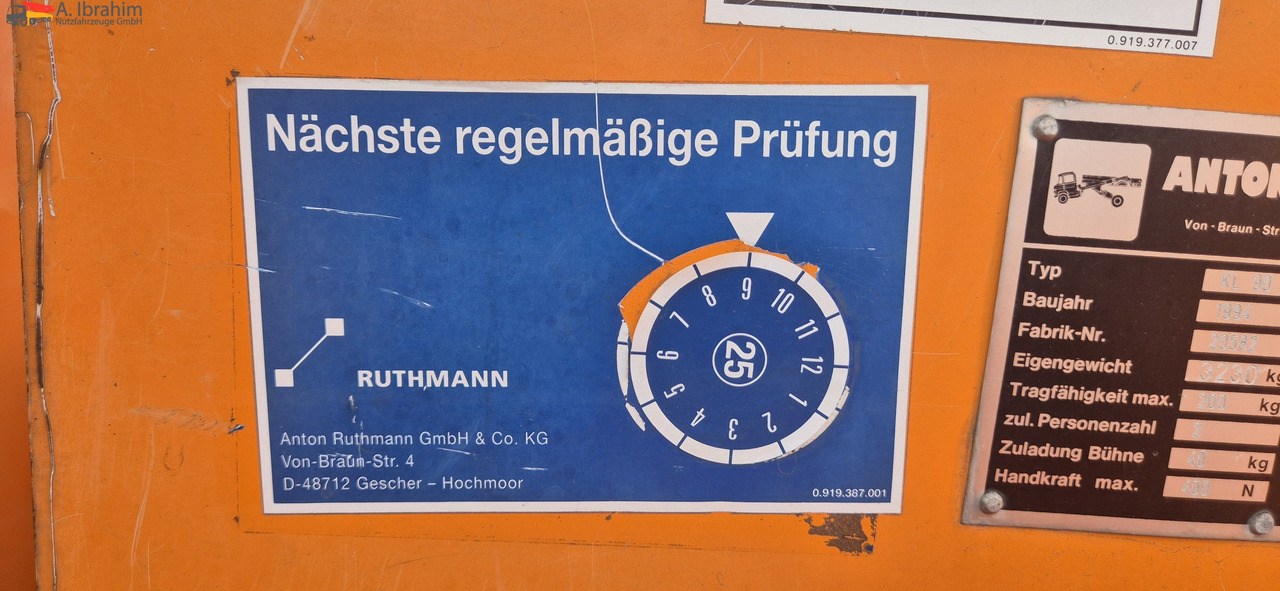 A. Ibrahim
Nutzfahrzeuge GmbH
0.919.377.007
Nächste regelmäßige Prüfung
RUTHMANN
Anton Ruthmann GmbH & Co. KG
Von-Braun-Str. 4
D-48712 Gescher – Hochmoor
1 2 3 4 5 6 7 8 9 10 11 12
25
0.919.387.001
ANTON
Von - Braun - Str
Typ KL 90
Baujahr 1994
Fabrik-Nr.
Eigengewicht kg
Tragfähigkeit max. kg
zul. Personenzahl
Zuladung Bühne kg
Handkraft max. N